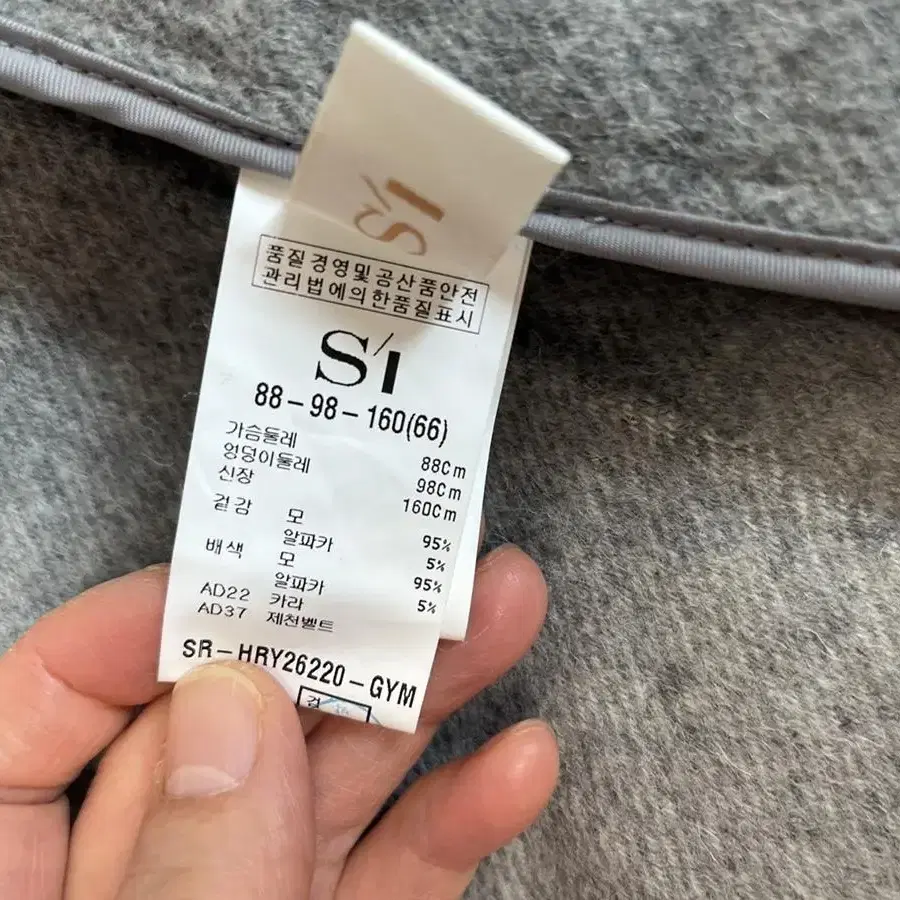 S'I
품질경영및공산품안전
관리법에의한품질표시
S'I
88-98-160(66)
가슴둘레 88Cm
엉덩이둘레 98Cm
신장 160Cm
겉감 모 95%
알파카 5%
배색 모 95%
알파카 5%
AD22 카라
AD37 제천벨트
SR-HRY26220-GYM
검